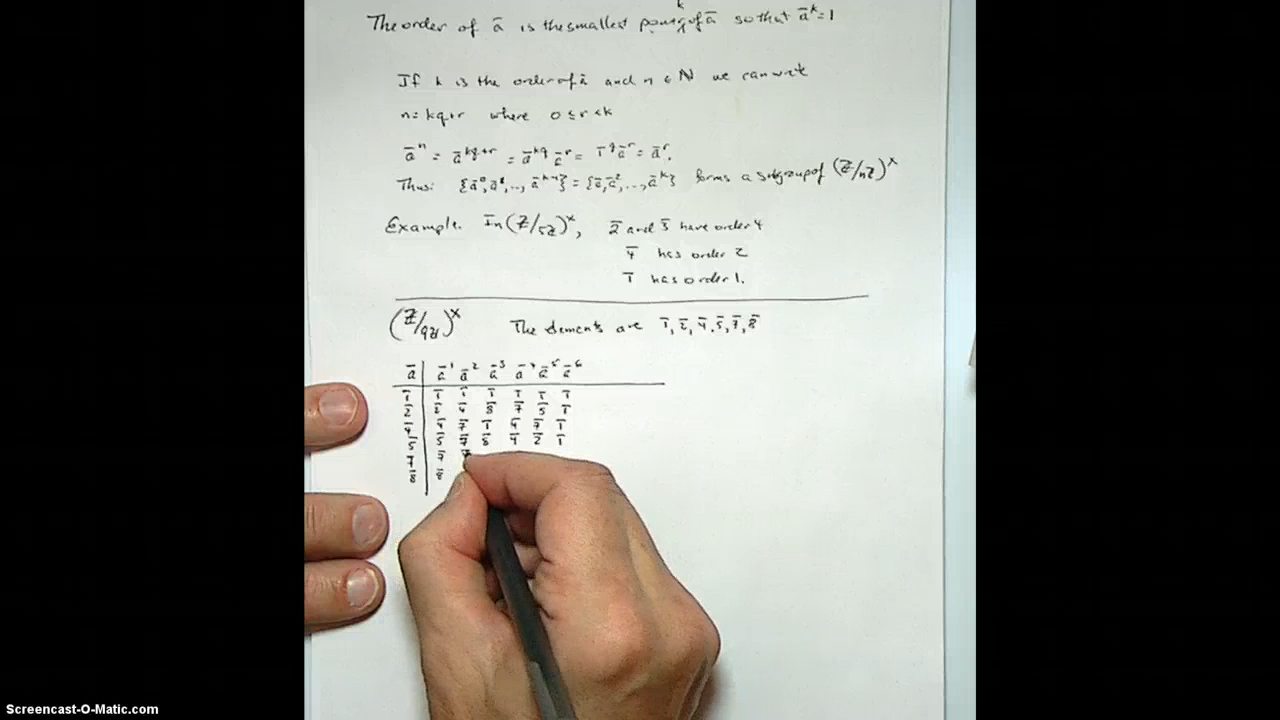 The order of ā is the smallest power k of ā so that ā^k = 1
If k is the order of ā and n ∈ ℕ we can write
n = kq+r where 0 ≤ r < k
ā^n = ā^{kq+r} = ā^{kq} ā^r = 1̄^q ā^r = ā^r.
Thus: {ā^0, ā^1, .., ā^{k-1}} = {ā, ā^2, ..., ā^k} forms a subgroup of (Z/nZ)^x
Example. In (Z/5Z)^x, 2̄ and 3̄ have order 4
4̄ has order 2
1̄ has order 1.
(Z/9Z)^x The elements are 1̄, 2̄, 4̄, 5̄, 7̄, 8̄
ā ā^1 ā^2 ā^3 ā^4 ā^5 ā^6
1̄ 1̄ 1̄ 1̄ 1̄ 1̄ 1̄
2̄ 2̄ 4̄ 8̄ 7̄ 5̄ 1̄
4̄ 4̄ 7̄ 1̄ 4̄ 7̄ 1̄
5̄ 5̄ 7̄ 8̄ 4̄ 2̄ 1̄
7̄ 7̄
8̄ 8̄
Screencast-O-Matic.com